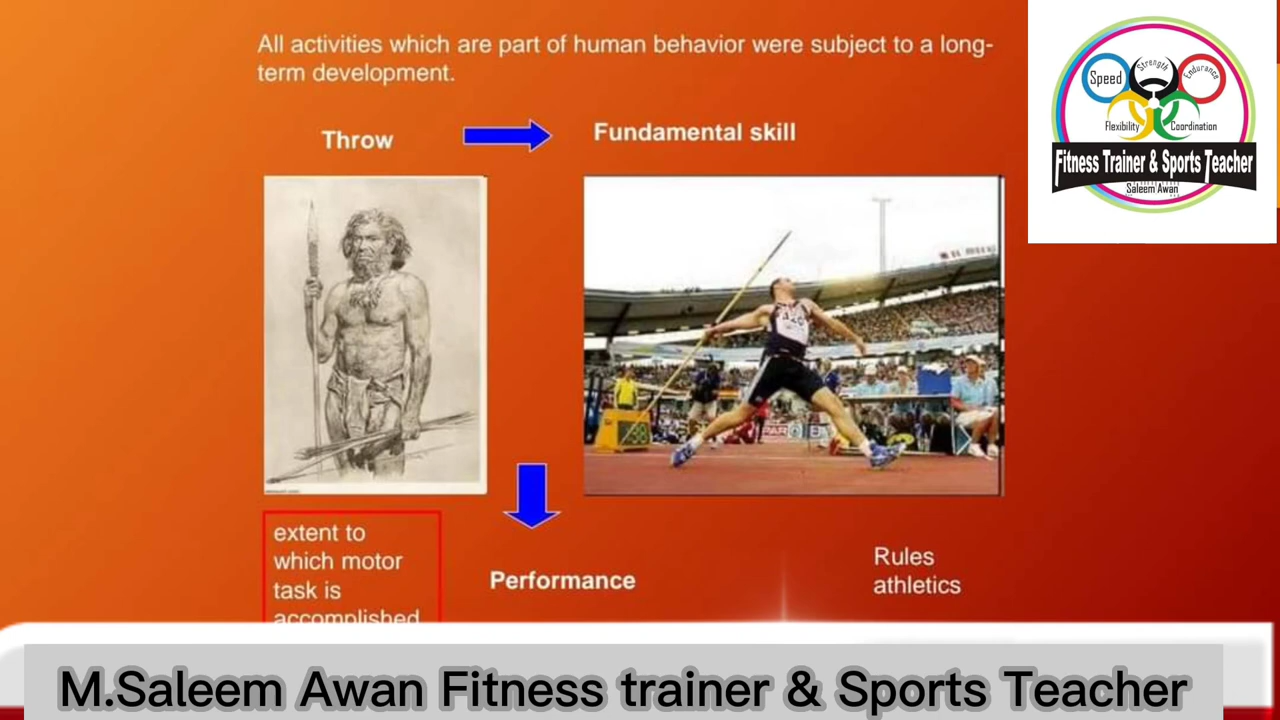 All activities which are part of human behavior were subject to a long-
term development.
Throw
Fundamental skill
Speed
Strength
Endurance
Flexibility
Coordination
Fitness Trainer & Sports Teacher
Saleem Awan
extent to
which motor
task is
accomplished
Performance
Rules
athletics
M.Saleem Awan Fitness trainer & Sports Teacher